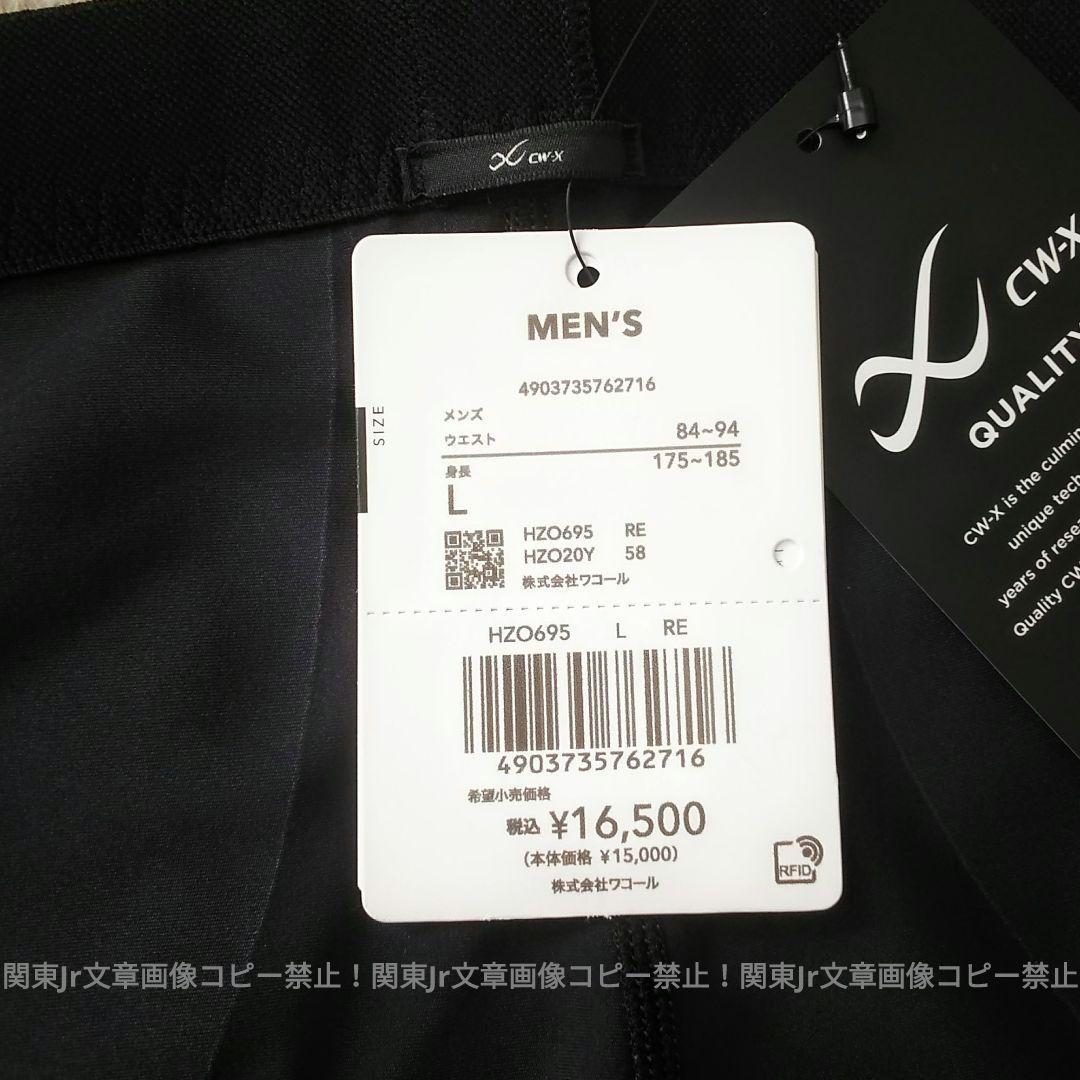 CW-X
MEN'S
4903735762716
SIZE
メンズ
ウエスト 84~94
身長 175~185
L
HZO695 RE
HZO20Y 58
株式会社ワコール
HZO695 L RE
4903735762716
希望小売価格
税込 ¥16,500
(本体価格 ¥15,000)
株式会社ワコール
RFID
CW-X
QUALITY
CW-X is the
unique
years of
Quality
関東Jr文章画像コピー禁止!関東Jr文章画像コピー禁止!関東Jr文章画像コピー禁止